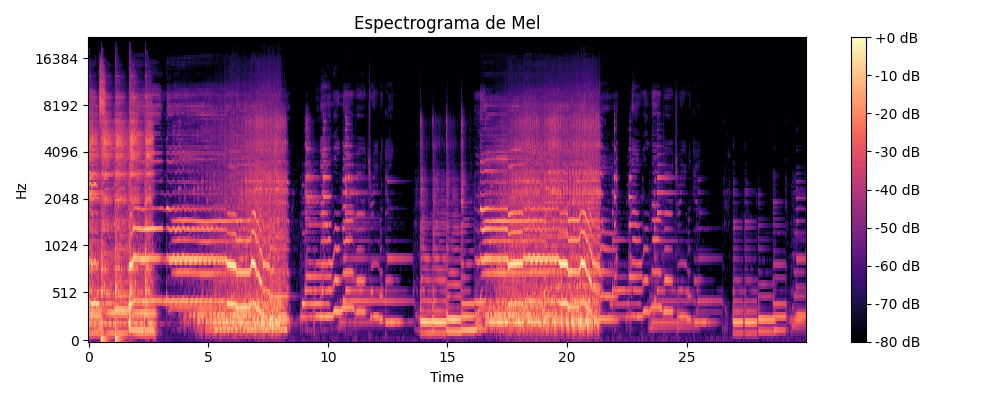 Espectrograma de Mel
Hz
16384
8192
4096
2048
1024
512
0
0 5 10 15 20 25
Time
+0 dB
-10 dB
-20 dB
-30 dB
-40 dB
-50 dB
-60 dB
-70 dB
-80 dB